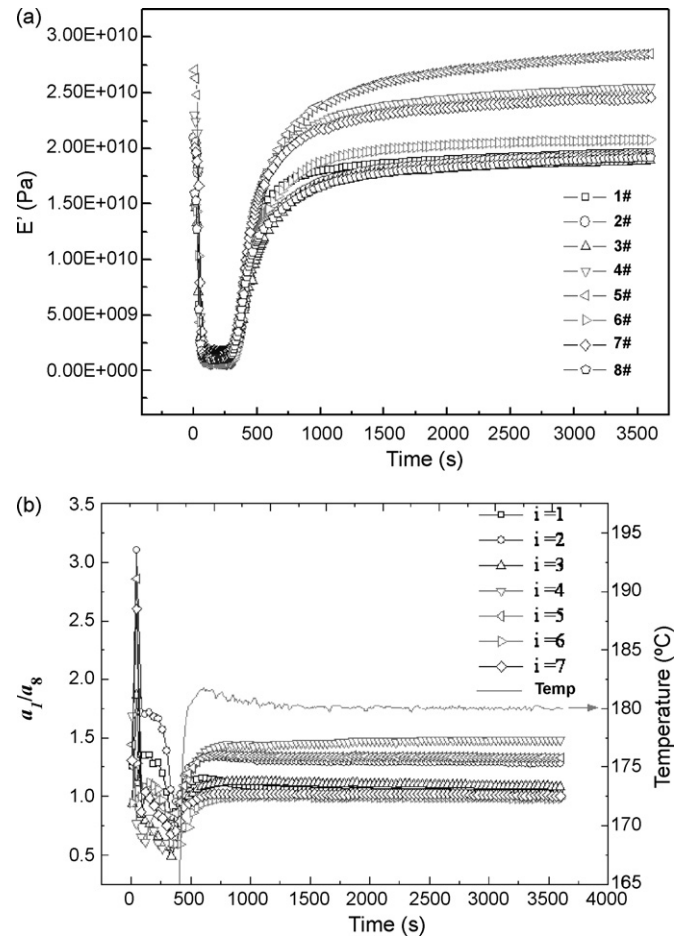 (a)
3.00E+010
2.50E+010
2.00E+010
1.50E+010
1.00E+010
5.00E+009
0.00E+000
E' (Pa)
1#
2#
3#
4#
5#
6#
7#
8#
0 500 1000 1500 2000 2500 3000 3500
Time (s)
(b)
3.5
3.0
2.5
2.0
1.5
1.0
0.5
a₁/a₈
i =1
i =2
i =3
i =4
i =5
i =6
i =7
Temp
195
190
185
180
175
170
165
Temperature (ºC)
0 500 1000 1500 2000 2500 3000 3500 4000
Time (s)